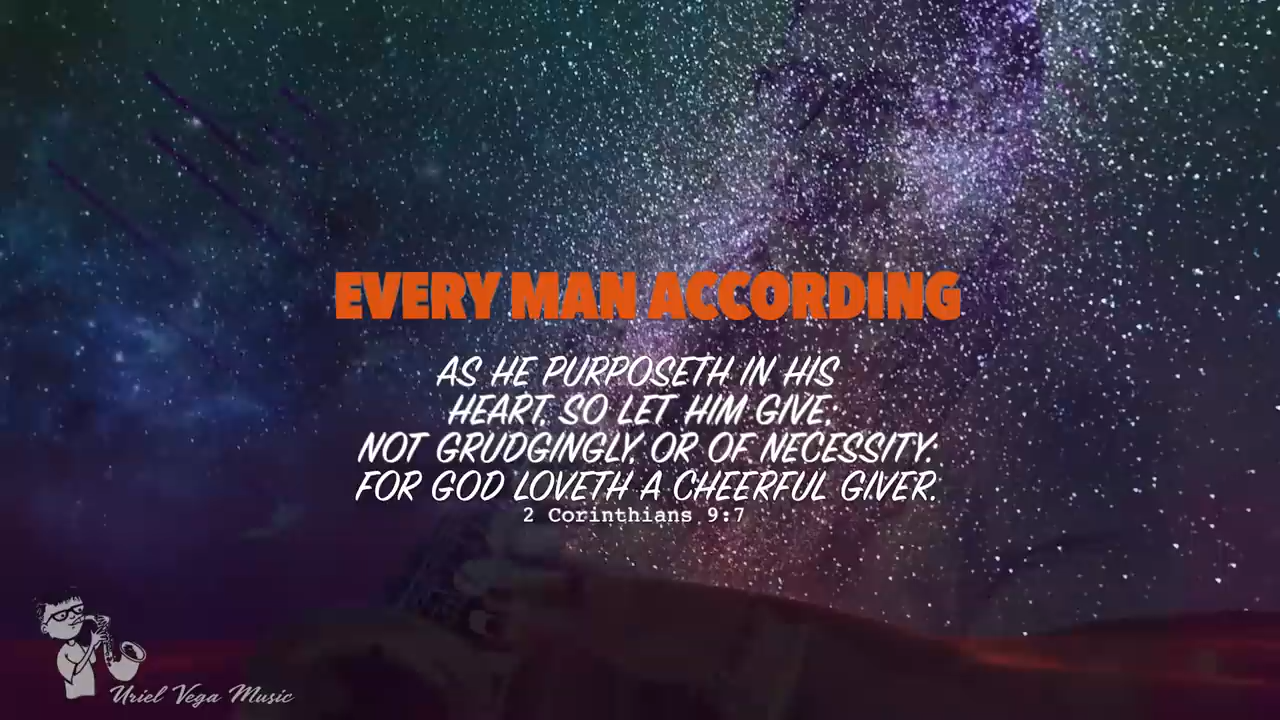 EVERY MAN ACCORDING
AS HE PURPOSETH IN HIS
HEART, SO LET HIM GIVE;
NOT GRUDGINGLY, OR OF NECESSITY:
FOR GOD LOVETH A CHEERFUL GIVER.
2 Corinthians 9:7
Uriel Vega Music